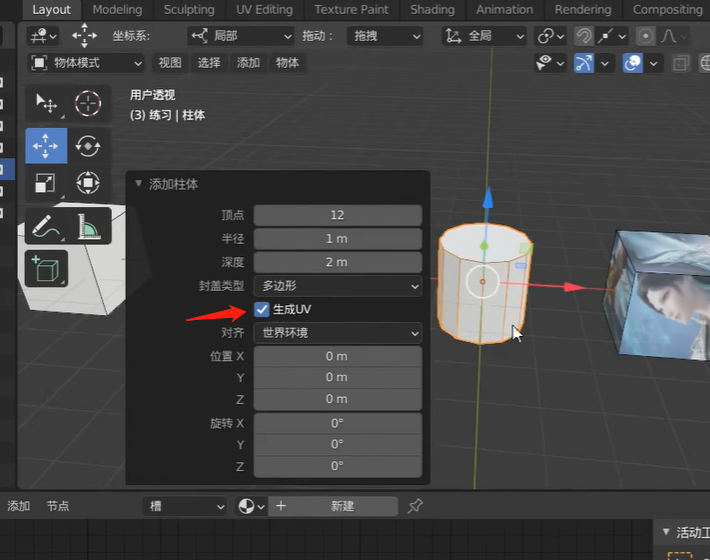 Layout Modeling Sculpting UV Editing Texture Paint Shading Animation Rendering Compositing
坐标系: 局部 拖动: 拖拽 全局
物体模式 视图 选择 添加 物体
用户透视
(3) 练习 | 柱体
添加柱体
顶点 12
半径 1 m
深度 2 m
封盖类型 多边形
生成UV
对齐 世界环境
位置 X 0 m
Y 0 m
Z 0 m
旋转 X 0°
Y 0°
Z 0°
添加 节点 槽 新建
活动工